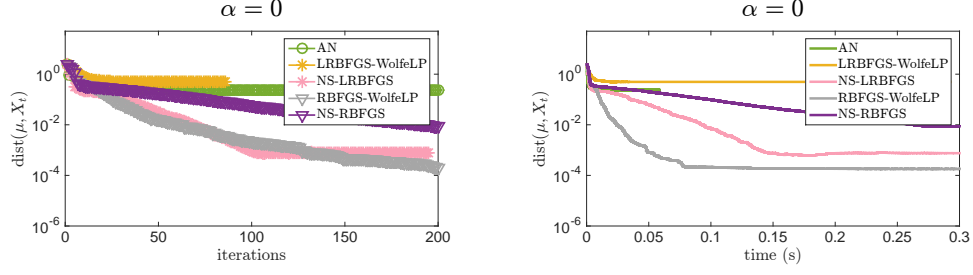 α = 0
10^0
10^-2
10^-4
10^-6
dist(μ, X_t)
0
50
100
150
200
iterations
AN
LRBFGS-WolfeLP
NS-LRBFGS
RBFGS-WolfeLP
NS-RBFGS
α = 0
10^0
10^-2
10^-4
10^-6
dist(μ, X_t)
0
0.05
0.1
0.15
0.2
0.25
0.3
time (s)
AN
LRBFGS-WolfeLP
NS-LRBFGS
RBFGS-WolfeLP
NS-RBFGS